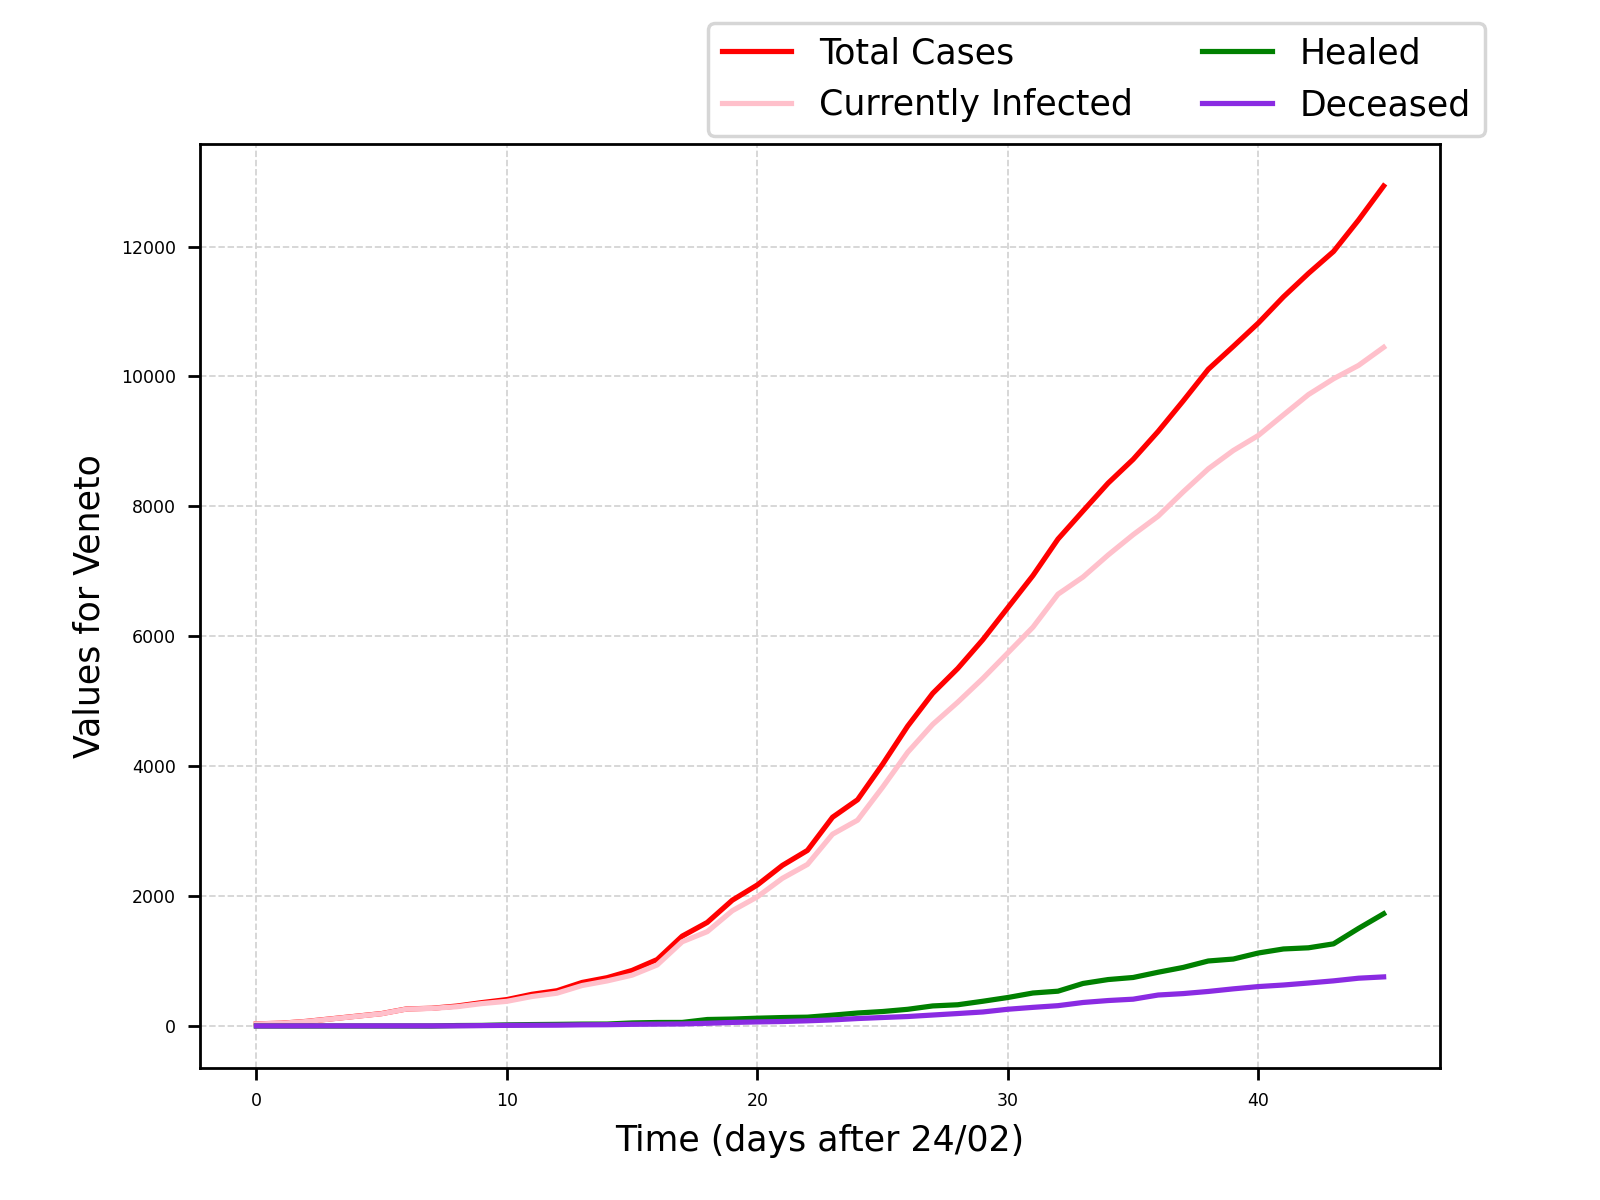 Total Cases
Currently Infected
Healed
Deceased
12000
10000
8000
6000
4000
2000
0
Values for Veneto
0 10 20 30 40
Time (days after 24/02)